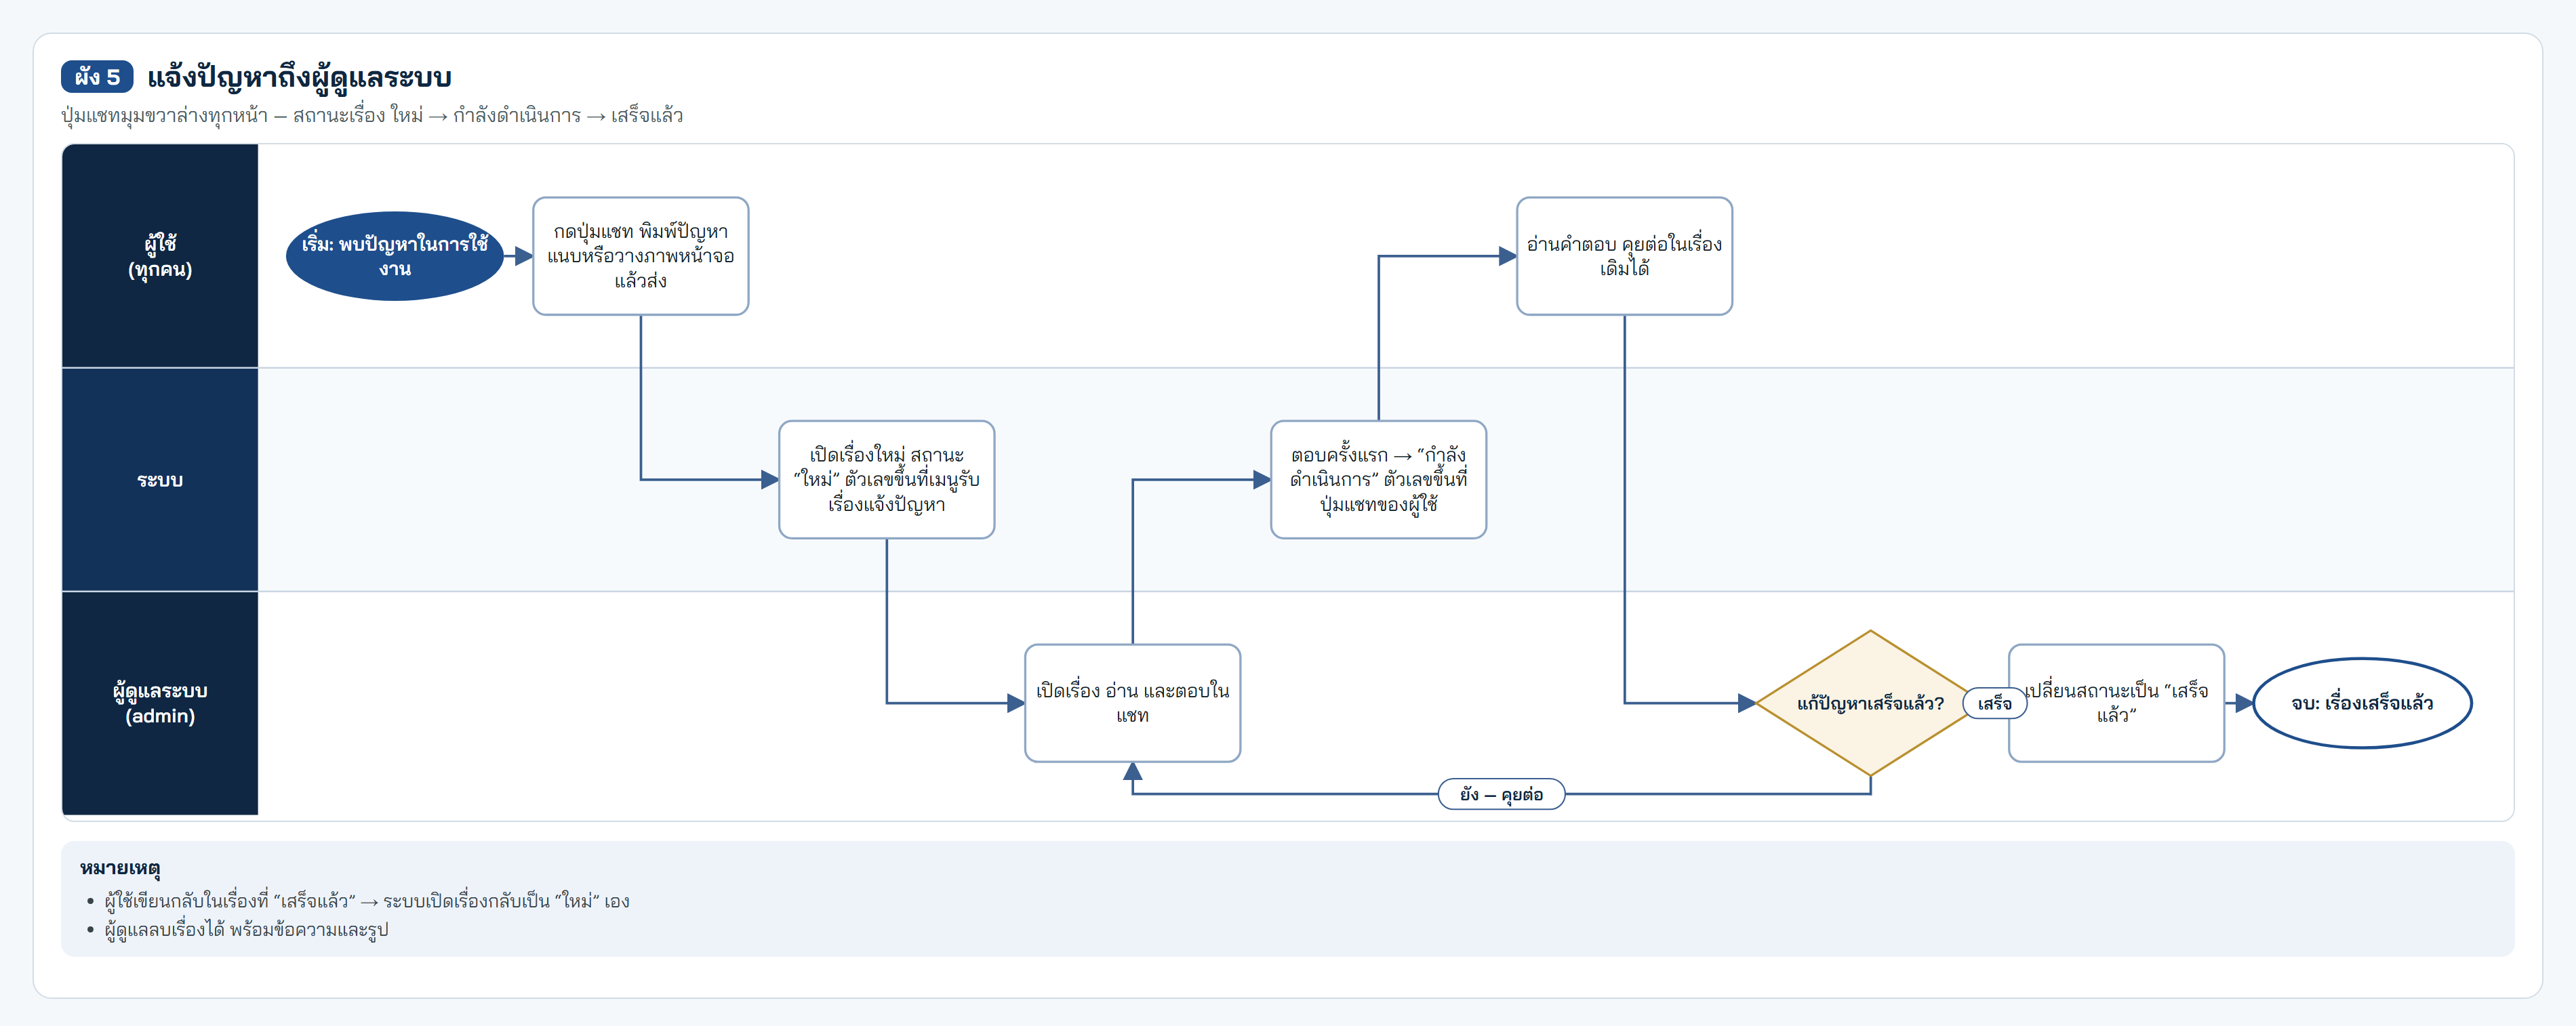 ผัง 5 แจ้งปัญหาถึงผู้ดูแลระบบ
ปุ่มแชทมุมขวาล่างทุกหน้า — สถานะเรื่อง ใหม่ → กำลังดำเนินการ → เสร็จแล้ว
ผู้ใช้
(ทุกคน)
เริ่ม: พบปัญหาในการใช้
งาน
กดปุ่มแชท พิมพ์ปัญหา
แนบหรือวางภาพหน้าจอ
แล้วส่ง
อ่านคำตอบ คุยต่อในเรื่อง
เดิมได้
ระบบ
เปิดเรื่องใหม่ สถานะ
“ใหม่” ตัวเลขขึ้นที่เมนูรับ
เรื่องแจ้งปัญหา
ตอบครั้งแรก → “กำลัง
ดำเนินการ” ตัวเลขขึ้นที่
ปุ่มแชทของผู้ใช้
ผู้ดูแลระบบ
(admin)
เปิดเรื่อง อ่าน และตอบใน
แชท
แก้ปัญหาเสร็จแล้ว?
เสร็จ
เปลี่ยนสถานะเป็น “เสร็จ
แล้ว”
จบ: เรื่องเสร็จแล้ว
ยัง — คุยต่อ
หมายเหตุ
• ผู้ใช้เขียนกลับในเรื่องที่ “เสร็จแล้ว” → ระบบเปิดเรื่องกลับเป็น “ใหม่” เอง
• ผู้ดูแลลบเรื่องได้ พร้อมข้อความและรูป